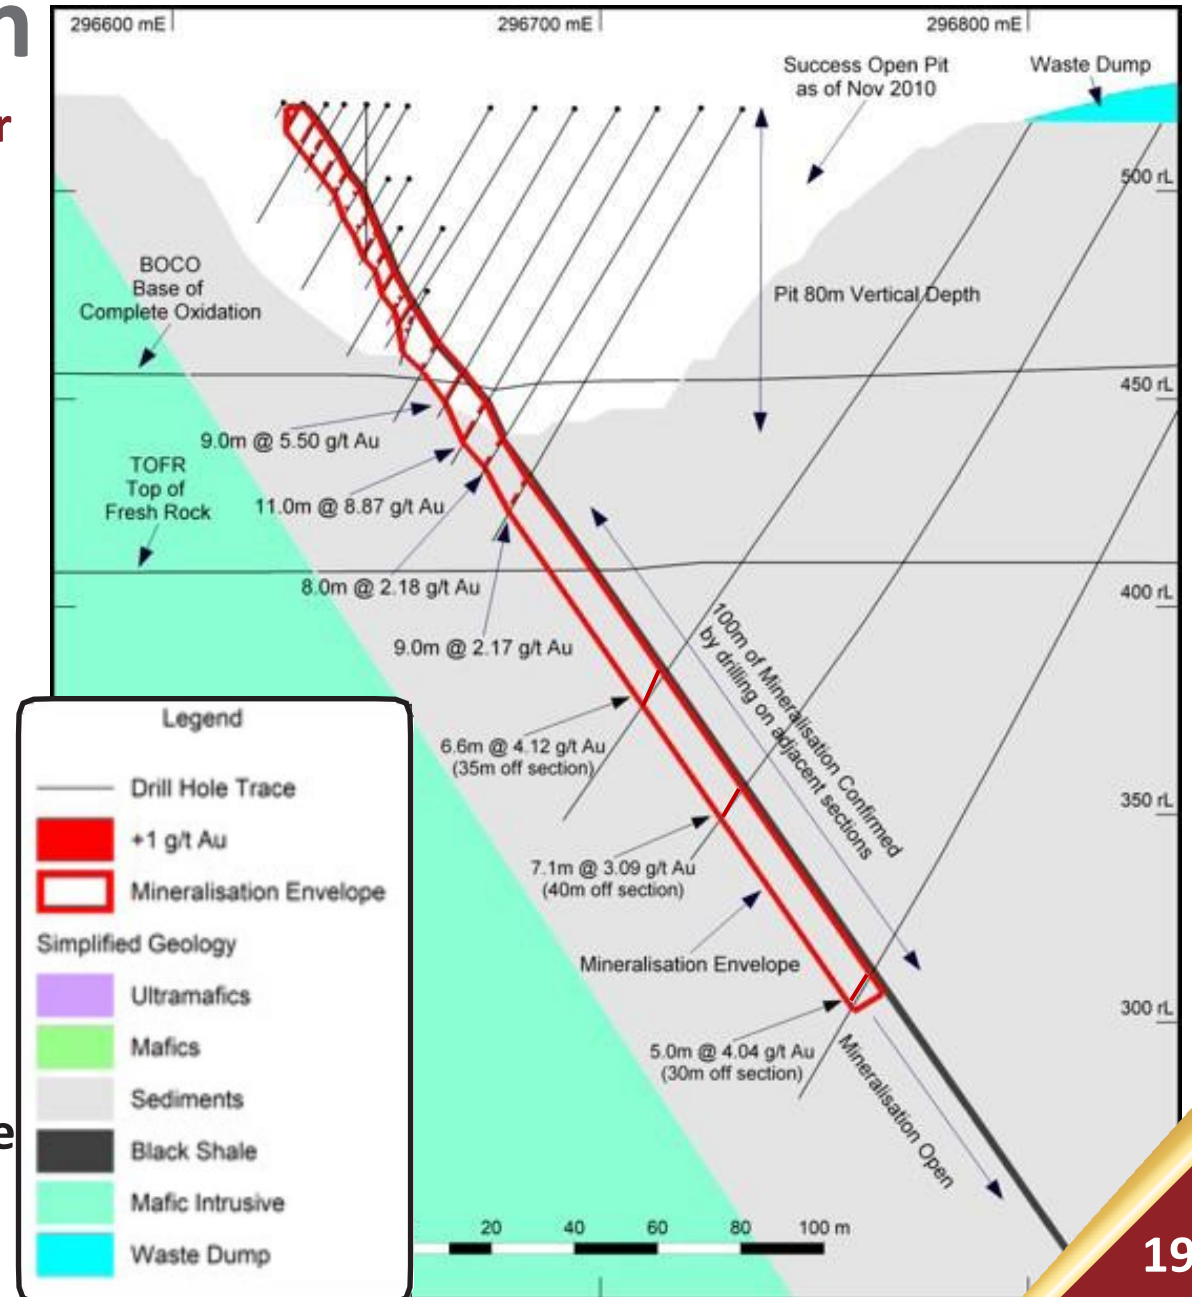 n
r
e
296600 mE
296700 mE
296800 mE
Success Open Pit
as of Nov 2010
Waste Dump
500 rL
BOCO
Base of
Complete Oxidation
Pit 80m Vertical Depth
450 rL
9.0m @ 5.50 g/t Au
TOFR
Top of
Fresh Rock
11.0m @ 8.87 g/t Au
8.0m @ 2.18 g/t Au
400 rL
9.0m @ 2.17 g/t Au
100m of Mineralisation Confirmed
by drilling on adjacent sections
6.6m @ 4.12 g/t Au
(35m off section)
350 rL
7.1m @ 3.09 g/t Au
(40m off section)
Mineralisation Envelope
300 rL
5.0m @ 4.04 g/t Au
(30m off section)
Mineralisation Open
Legend
Drill Hole Trace
+1 g/t Au
Mineralisation Envelope
Simplified Geology
Ultramafics
Mafics
Sediments
Black Shale
Mafic Intrusive
Waste Dump
20 40 60 80 100 m
19